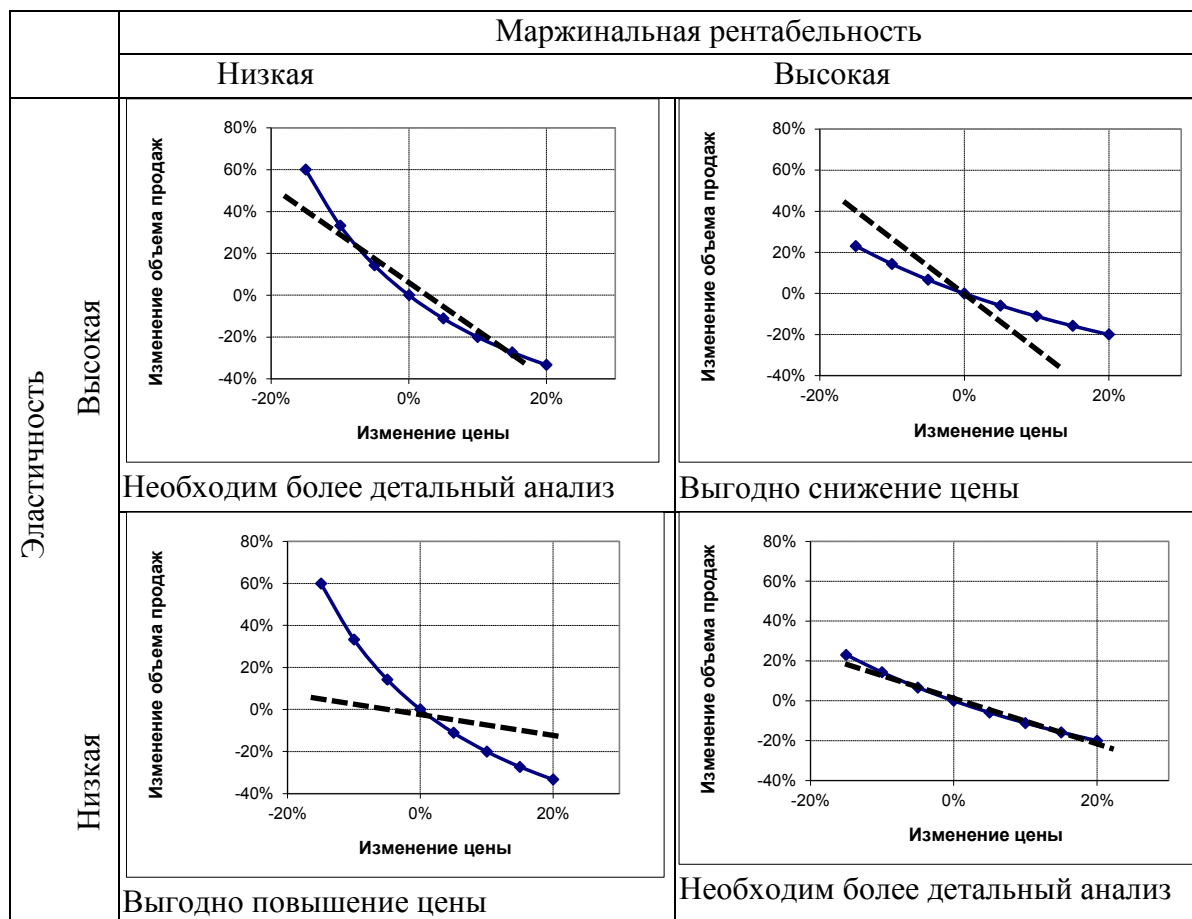 Маржинальная рентабельность
Низкая
Высокая
Эластичность
Высокая
Изменение объема продаж
80%
60%
40%
20%
0%
-20%
-40%
-20%
0%
20%
Изменение цены
Необходим более детальный анализ
Изменение объема продаж
80%
60%
40%
20%
0%
-20%
-40%
-20%
0%
20%
Изменение цены
Выгодно снижение цены
Низкая
Изменение объема продаж
80%
60%
40%
20%
0%
-20%
-40%
-20%
0%
20%
Изменение цены
Выгодно повышение цены
Изменение объема продаж
80%
60%
40%
20%
0%
-20%
-40%
-20%
0%
20%
Изменение цены
Необходим более детальный анализ